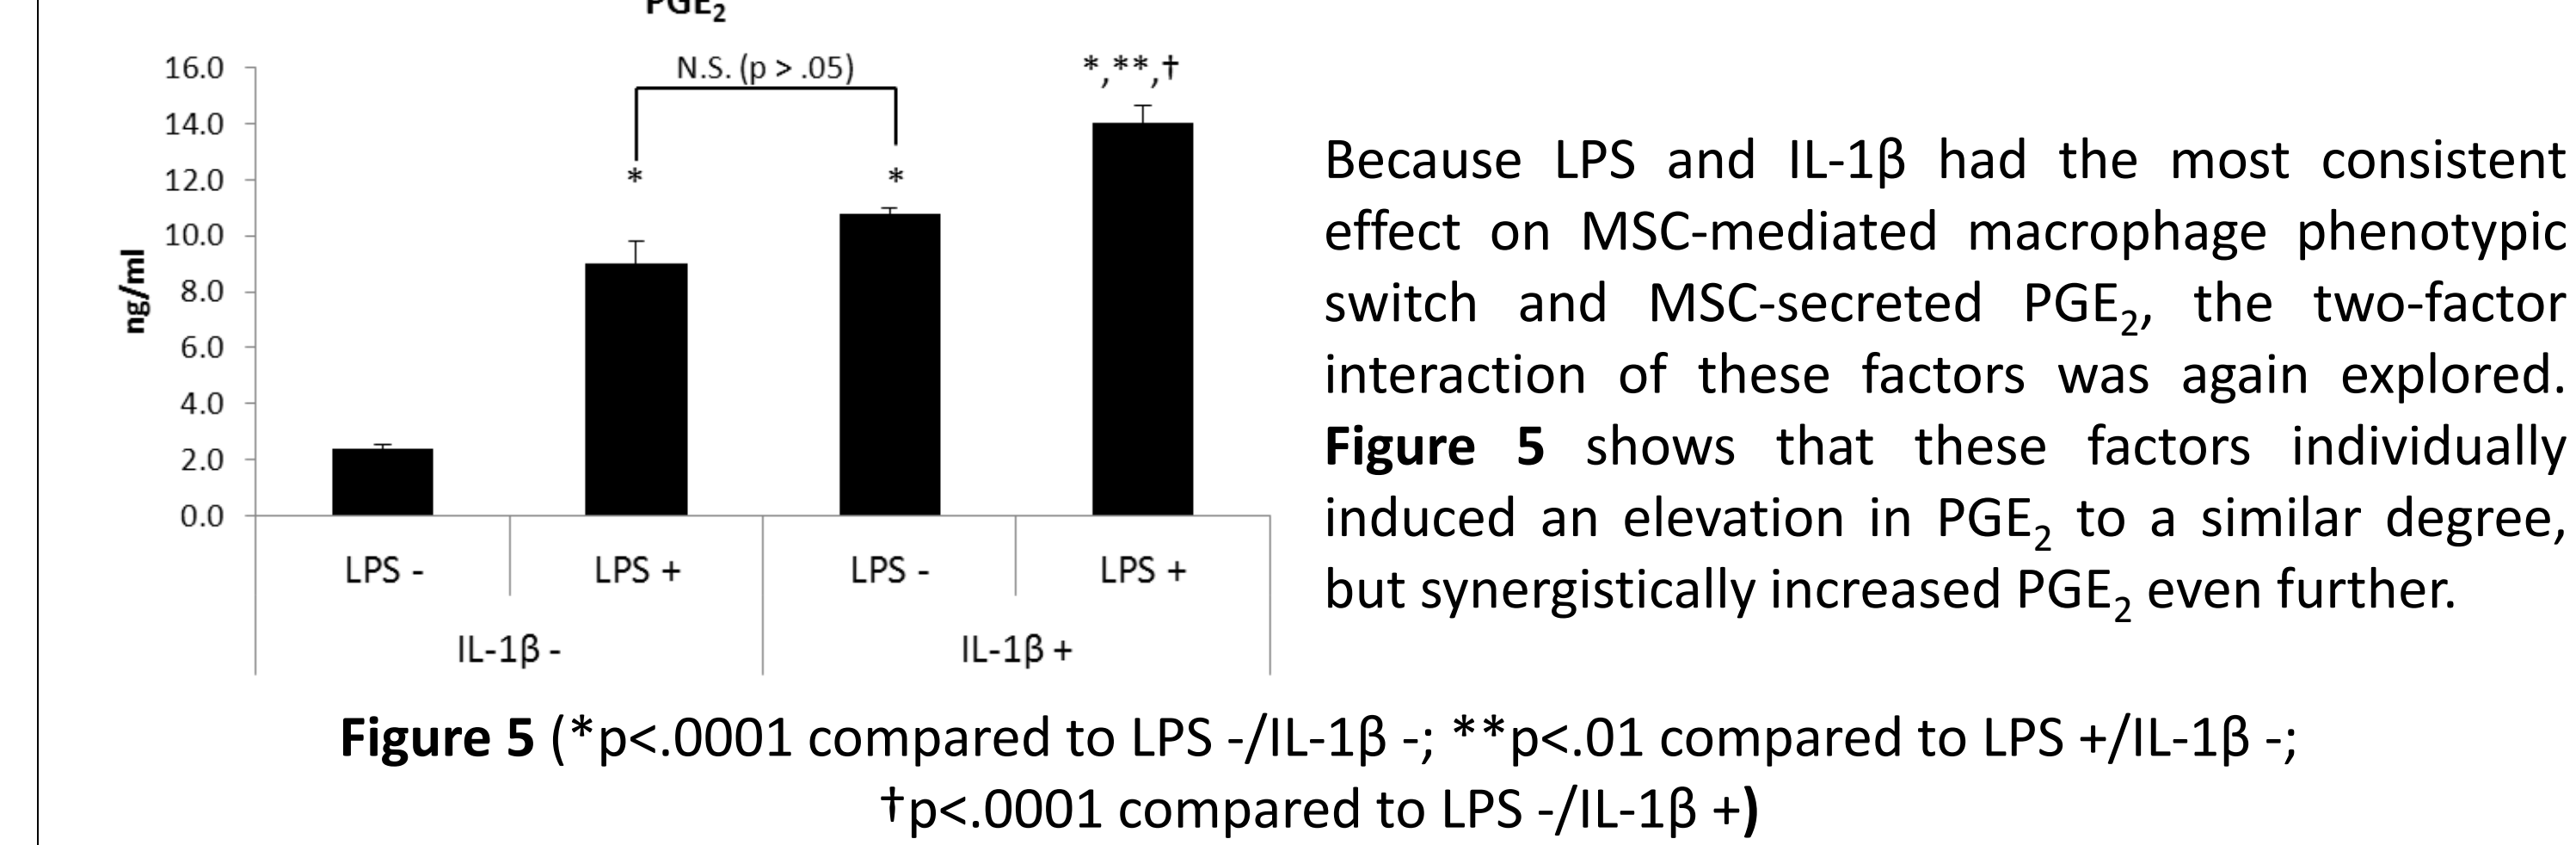 PGE2
16.0
N.S. (p > .05)
*,**,†
14.0
12.0
*
*
10.0
8.0
6.0
4.0
2.0
0.0
ng/ml
LPS -
LPS +
LPS -
LPS +
IL-1β -
IL-1β +
Because LPS and IL-1β had the most consistent
effect on MSC-mediated macrophage phenotypic
switch and MSC-secreted PGE2, the two-factor
interaction of these factors was again explored.
Figure 5 shows that these factors individually
induced an elevation in PGE2 to a similar degree,
but synergistically increased PGE2 even further.
Figure 5 (*p<.0001 compared to LPS -/IL-1β -; **p<.01 compared to LPS +/IL-1β -;
†p<.0001 compared to LPS -/IL-1β +)